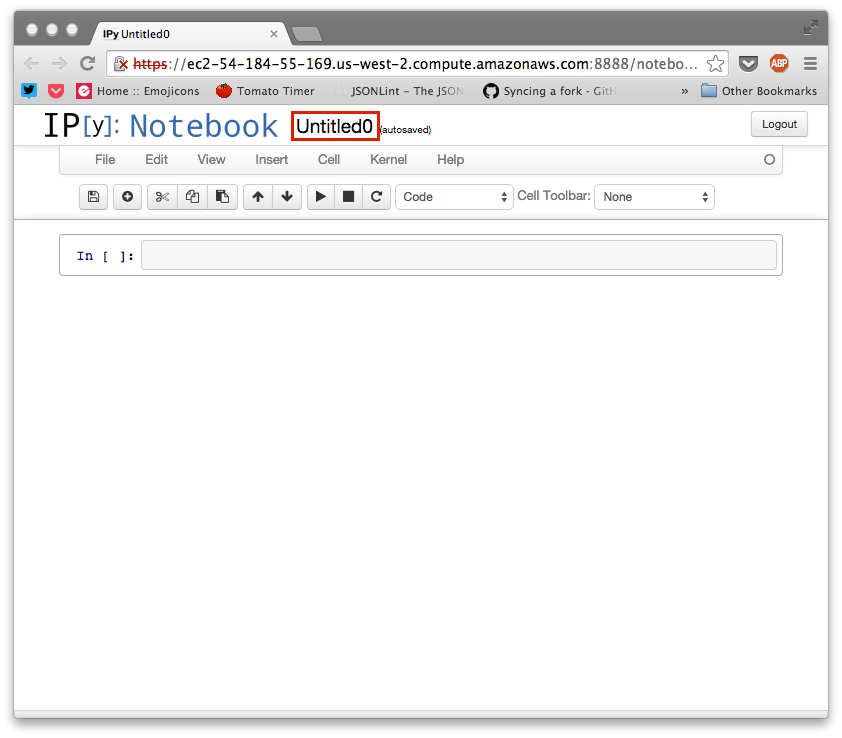 IPy Untitled0
https://ec2-54-184-55-169.us-west-2.compute.amazonaws.com:8888/notebo...
Home :: Emojicons Tomato Timer JSONLint – The JSON Syncing a fork · GitH » Other Bookmarks
ABP
IP[y]: Notebook Untitled0 (autosaved) Logout
File Edit View Insert Cell Kernel Help
Code Cell Toolbar: None
In [ ]: